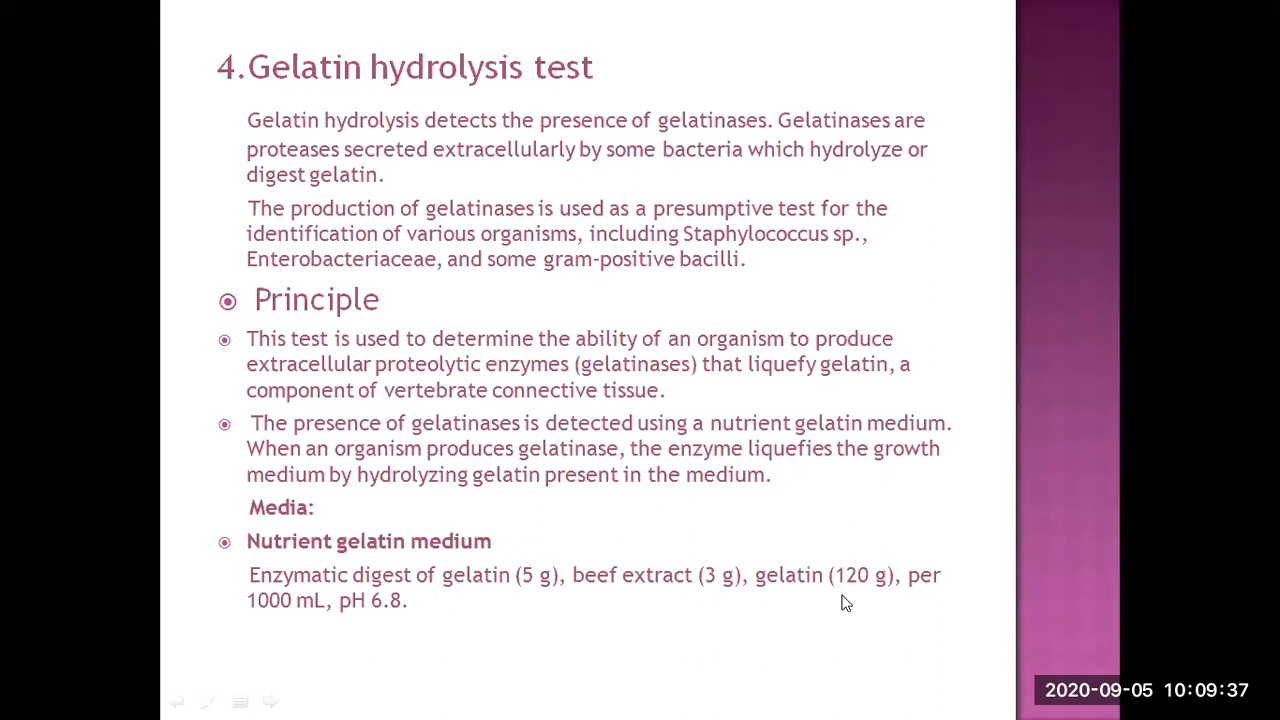 4.Gelatin hydrolysis test
Gelatin hydrolysis detects the presence of gelatinases. Gelatinases are
proteases secreted extracellularly by some bacteria which hydrolyze or
digest gelatin.
The production of gelatinases is used as a presumptive test for the
identification of various organisms, including Staphylococcus sp.,
Enterobacteriaceae, and some gram-positive bacilli.
Principle
This test is used to determine the ability of an organism to produce
extracellular proteolytic enzymes (gelatinases) that liquefy gelatin, a
component of vertebrate connective tissue.
The presence of gelatinases is detected using a nutrient gelatin medium.
When an organism produces gelatinase, the enzyme liquefies the growth
medium by hydrolyzing gelatin present in the medium.
Media:
Nutrient gelatin medium
Enzymatic digest of gelatin (5 g), beef extract (3 g), gelatin (120 g), per
1000 mL, pH 6.8.
2020-09-05 10:09:37